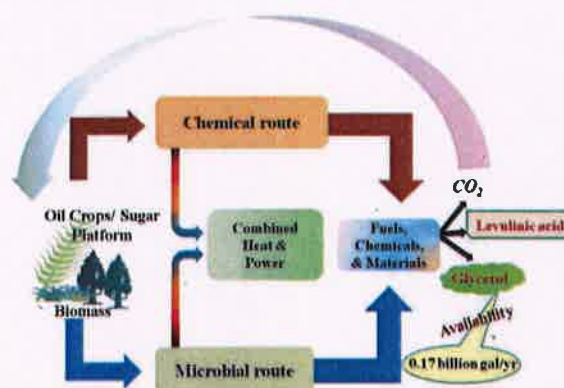 Chemical route
CO2
Oil Crops/ Sugar
Platform
Combined
Heat &
Power
Fuels,
Chemicals,
& Materials
Levulinic acid
Glycerol
Biomass
Availability
0.17 billion gal/yr
Microbial route